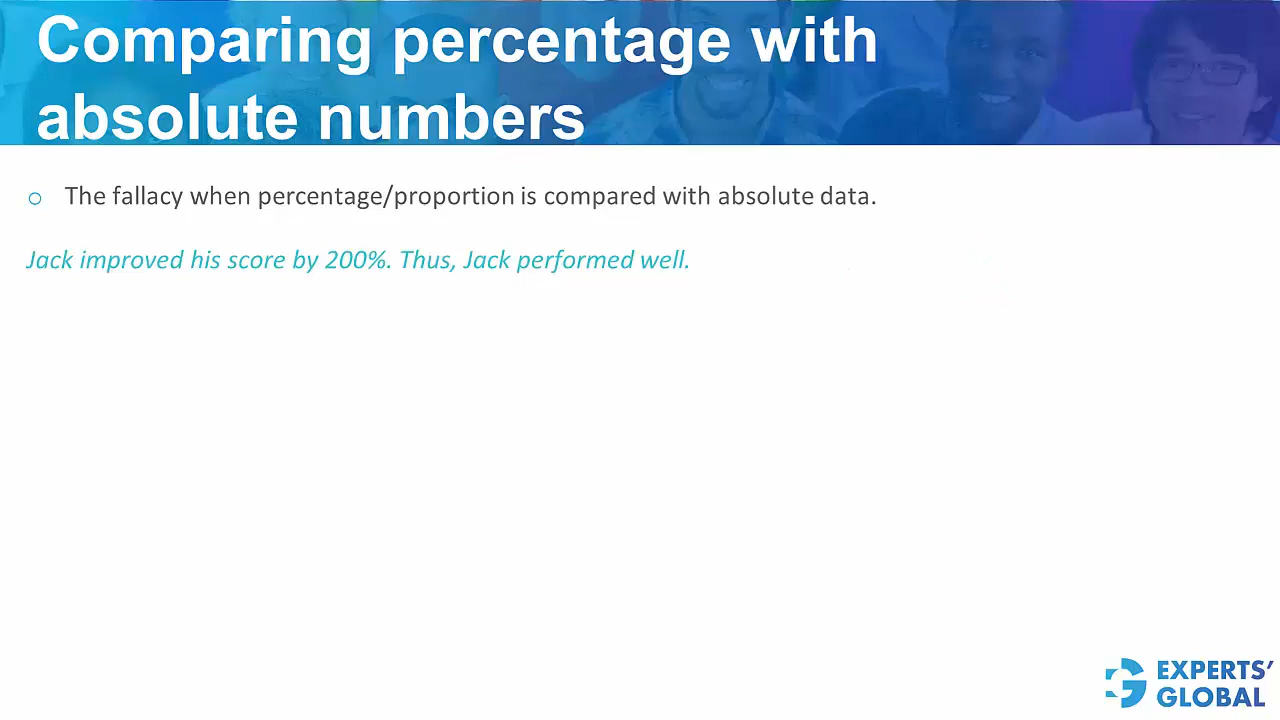 Comparing percentage with
absolute numbers
o The fallacy when percentage/proportion is compared with absolute data.
Jack improved his score by 200%. Thus, Jack performed well.
EXPERTS’
GLOBAL